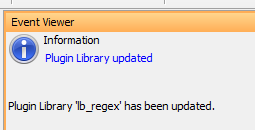 Event Viewer
Information
Plugin Library updated
Plugin Library 'lb_regex' has been updated.